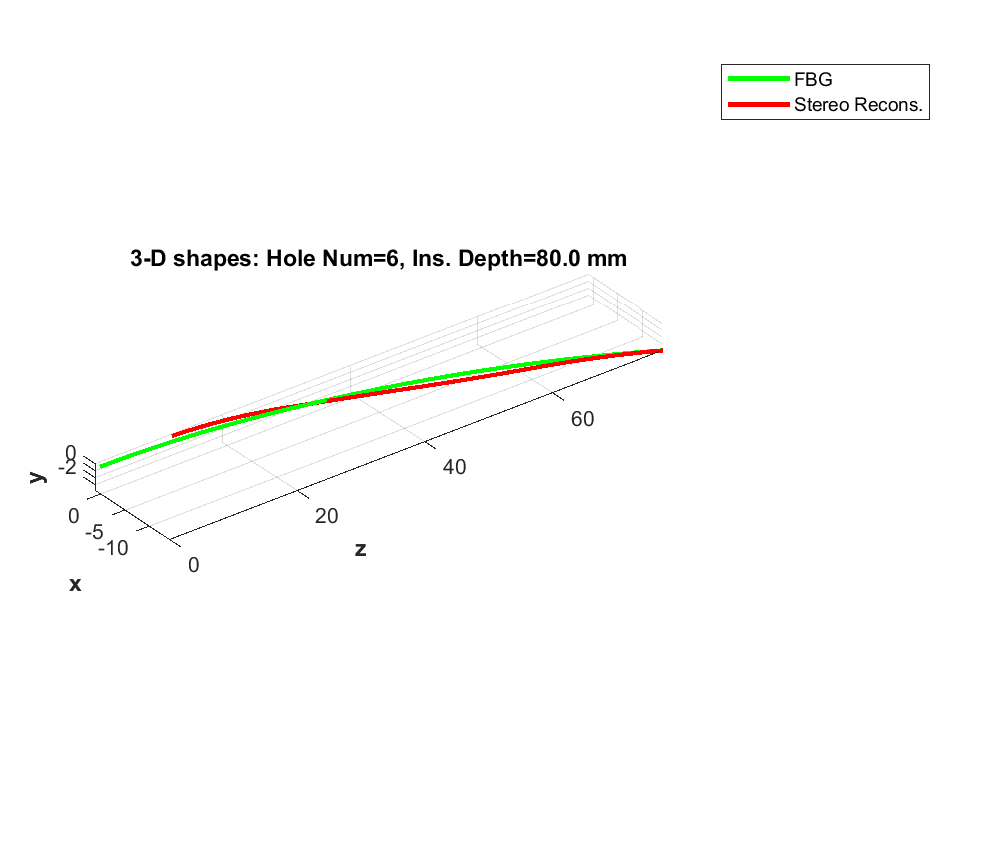 FBG
Stereo Recons.
3-D shapes: Hole Num=6, Ins. Depth=80.0 mm
0
-2
y
0
-5
-10
x
0
20
40
60
z